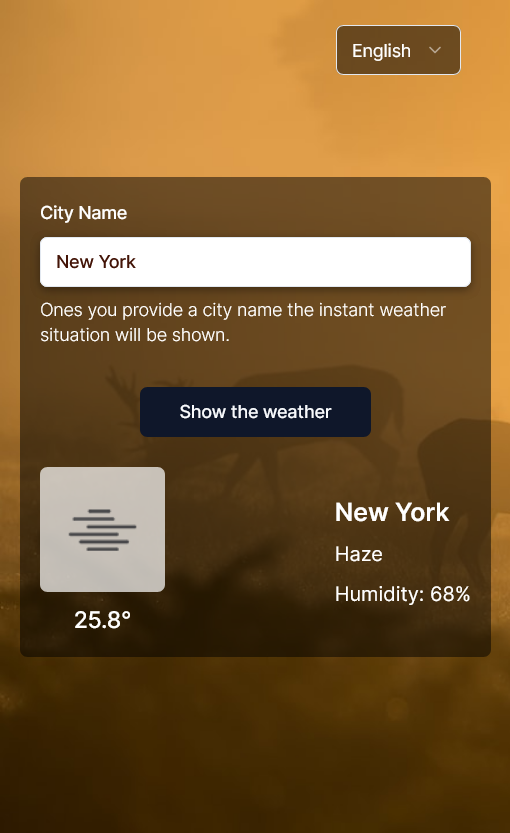 English
City Name
New York
Ones you provide a city name the instant weather
situation will be shown.
Show the weather
New York
Haze
Humidity: 68%
25.8°